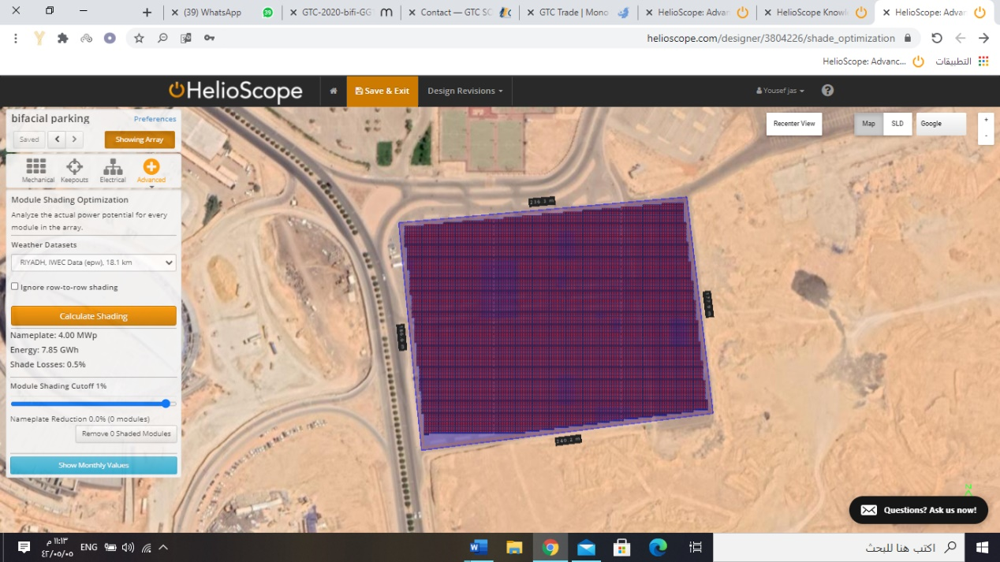 (39) WhatsApp
39
GTC-2020-bifi-GG
Contact — GTC SO
GTC Trade | Mono
HelioScope: Advan
HelioScope Knowl
HelioScope: Advan
helioscope.com/designer/3804226/shade_optimization
HelioScope: Advanc...
التطبيقات
HelioScope
Save & Exit
Design Revisions
Yousef jas
?
bifacial parking
Preferences
Saved
<
>
Showing Array
Mechanical
Keepouts
Electrical
Advanced
Module Shading Optimization
Analyze the actual power potential for every
module in the array.
Weather Datasets
RIYADH, IWEC Data (epw), 18.1 km
Ignore row-to-row shading
Calculate Shading
Nameplate: 4.00 MWp
Energy: 7.85 GWh
Shade Losses: 0.5%
Module Shading Cutoff 1%
Nameplate Reduction 0.0% (0 modules)
Remove 0 Shaded Modules
Show Monthly Values
Recenter View
Map
SLD
Google
+
-
240.2 m
Questions? Ask us now!
١١:١٣ م
٤٢/٠٥/٠٥
ENG
اكتب هنا للبحث